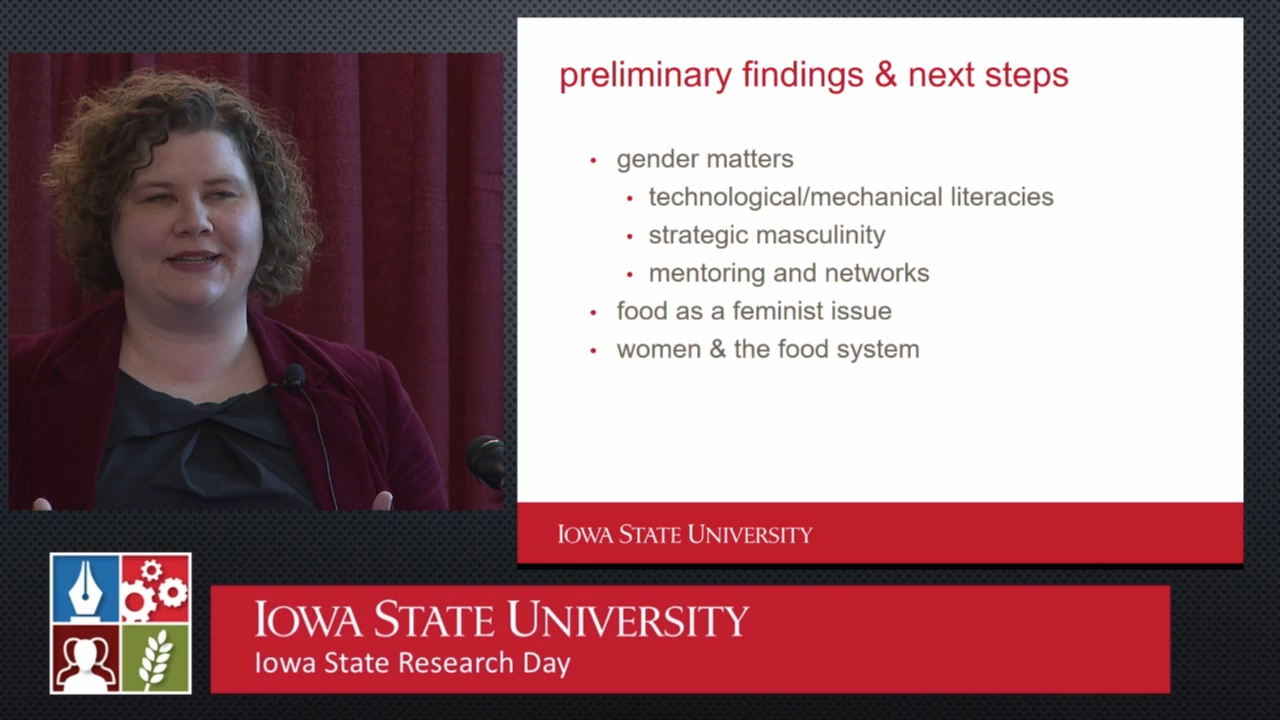 preliminary findings & next steps
• gender matters
• technological/mechanical literacies
• strategic masculinity
• mentoring and networks
• food as a feminist issue
• women & the food system
IOWA STATE UNIVERSITY
IOWA STATE UNIVERSITY
Iowa State Research Day